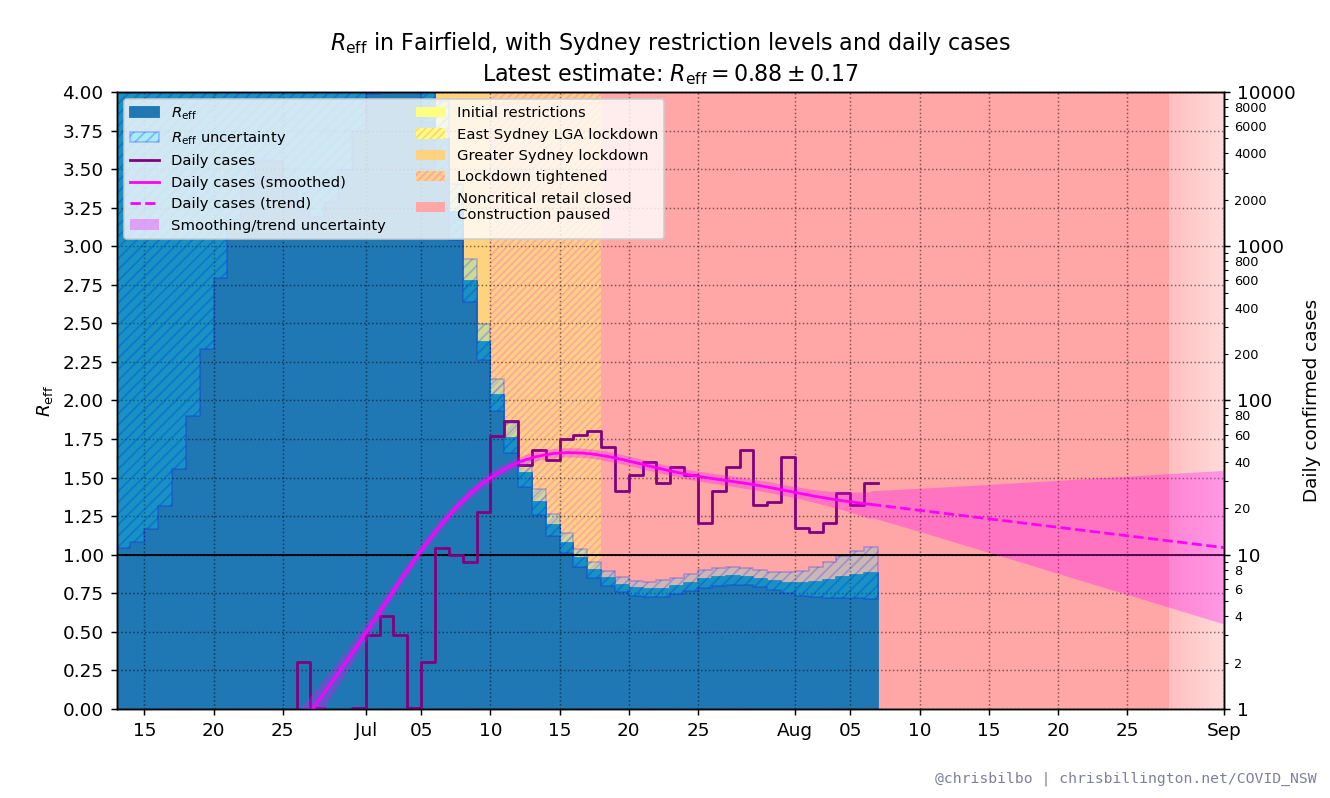 Reff in Fairfield, with Sydney restriction levels and daily cases
Latest estimate: Reff = 0.88 ± 0.17
Reff
Reff uncertainty
Daily cases
Daily cases (smoothed)
Daily cases (trend)
Smoothing/trend uncertainty
Initial restrictions
East Sydney LGA lockdown
Greater Sydney lockdown
Lockdown tightened
Noncritical retail closed
Construction paused
4.00
3.75
3.50
3.25
3.00
2.75
2.50
2.25
2.00
1.75
1.50
1.25
1.00
0.75
0.50
0.25
0.00
Reff
10000
8000
6000
4000
2000
1000
800
600
400
200
100
80
60
40
20
10
8
6
4
2
1
Daily confirmed cases
15 20 25 Jul 05 10 15 20 25 Aug 05 10 15 20 25 Sep
@chrisbilbo | chrisbillington.net/COVID_NSW